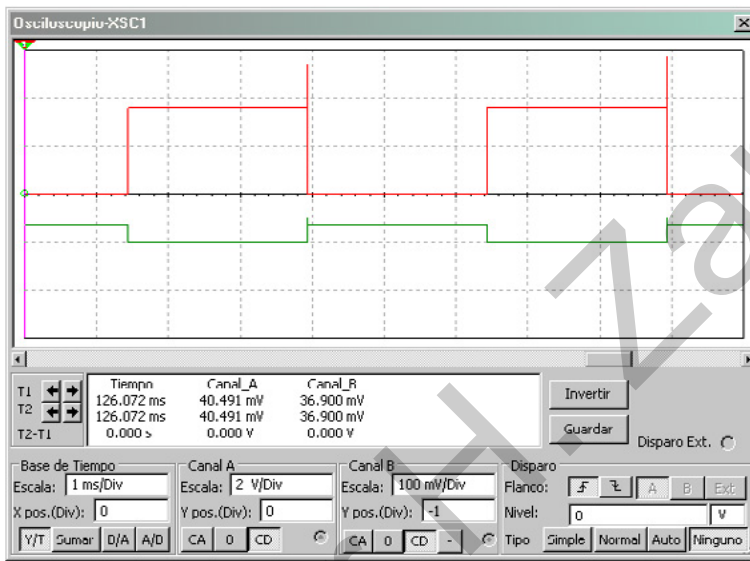 Osciloscopio-XSC1
T1
T2
T2-T1
Tiempo Canal_A Canal_B
126.072 ms 40.491 mV 36.900 mV
126.072 ms 40.491 mV 36.900 mV
0.000 s 0.000 V 0.000 V
Invertir
Guardar
Disparo Ext.
Base de Tiempo
Escala: 1 ms/Div
X pos.(Div): 0
Y/T Sumar D/A A/D
Canal A
Escala: 2 V/Div
Y pos.(Div): 0
CA 0 CD
Canal B
Escala: 100 mV/Div
Y pos.(Div): -1
CA 0 CD -
Disparo
Flanco: A B Ext
Nivel: 0 V
Tipo Simple Normal Auto Ninguno
H. Za